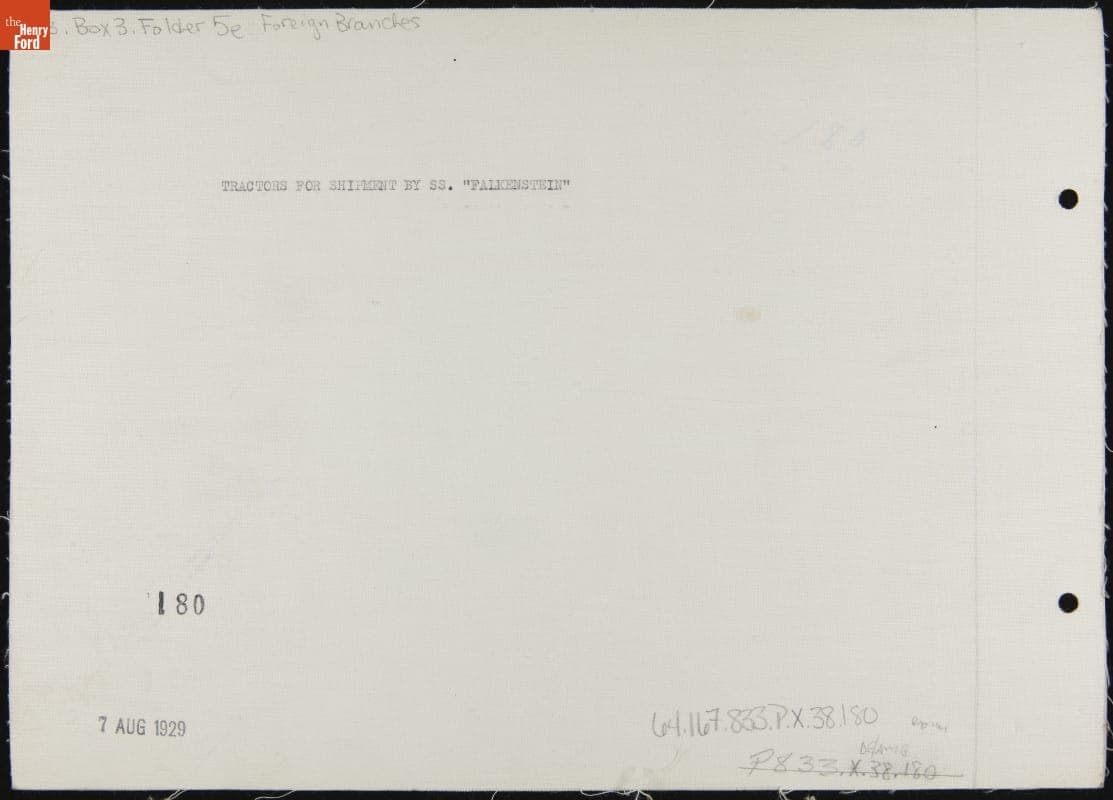 the
Henry
Ford
. Box 3. Folder 5e Foreign Branches
TRACTORS FOR SHIPMENT BY SS. "FALKENSTEIN"
180
7 AUG 1929
64.167.833.P.X.38.180
P.833.X.38.180